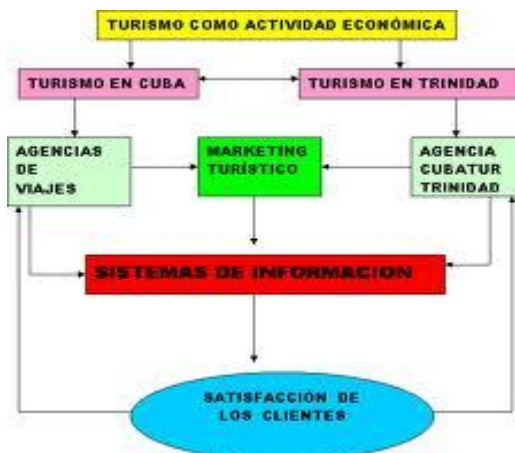 TURISMO COMO ACTIVIDAD ECONÓMICA
TURISMO EN CUBA
TURISMO EN TRINIDAD
AGENCIAS
DE
VIAJES
MARKETING
TURÍSTICO
AGENCIA
CUBATUR
TRINIDAD
SISTEMAS DE INFORMACION
SATISFACCIÓN DE
LOS CLIENTES